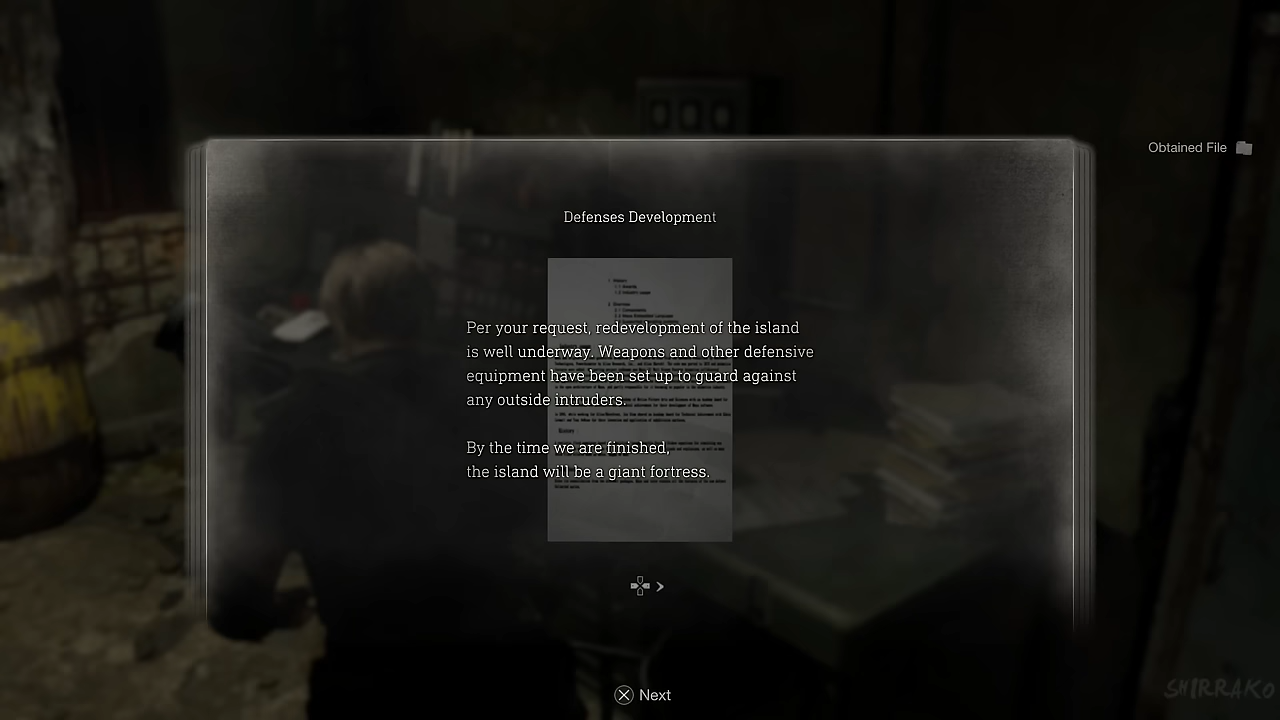 Obtained File
Defenses Development
Per your request, redevelopment of the island
is well underway. Weapons and other defensive
equipment have been set up to guard against
any outside intruders.
By the time we are finished,
the island will be a giant fortress.
Next
SHIRRAKO